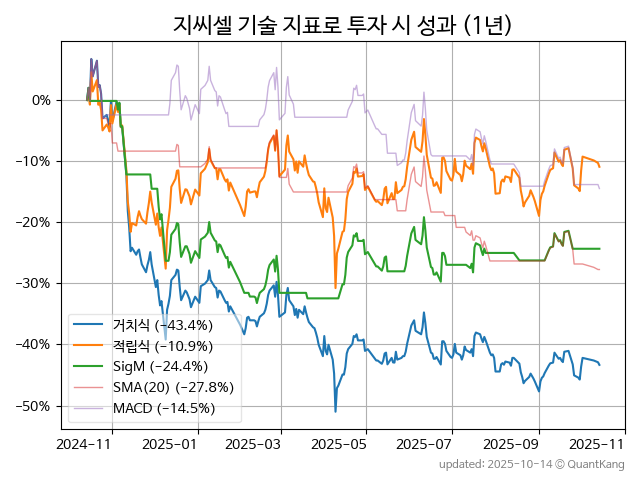 지씨셀 기술 지표로 투자 시 성과 (1년)
0%
−10%
−20%
−30%
−40%
−50%
거치식 (−43.4%)
적립식 (−10.9%)
SigM (−24.4%)
SMA(20) (−27.8%)
MACD (−14.5%)
2024-11
2025-01
2025-03
2025-05
2025-07
2025-09
2025-11
updated: 2025-10-14 © QuantKang